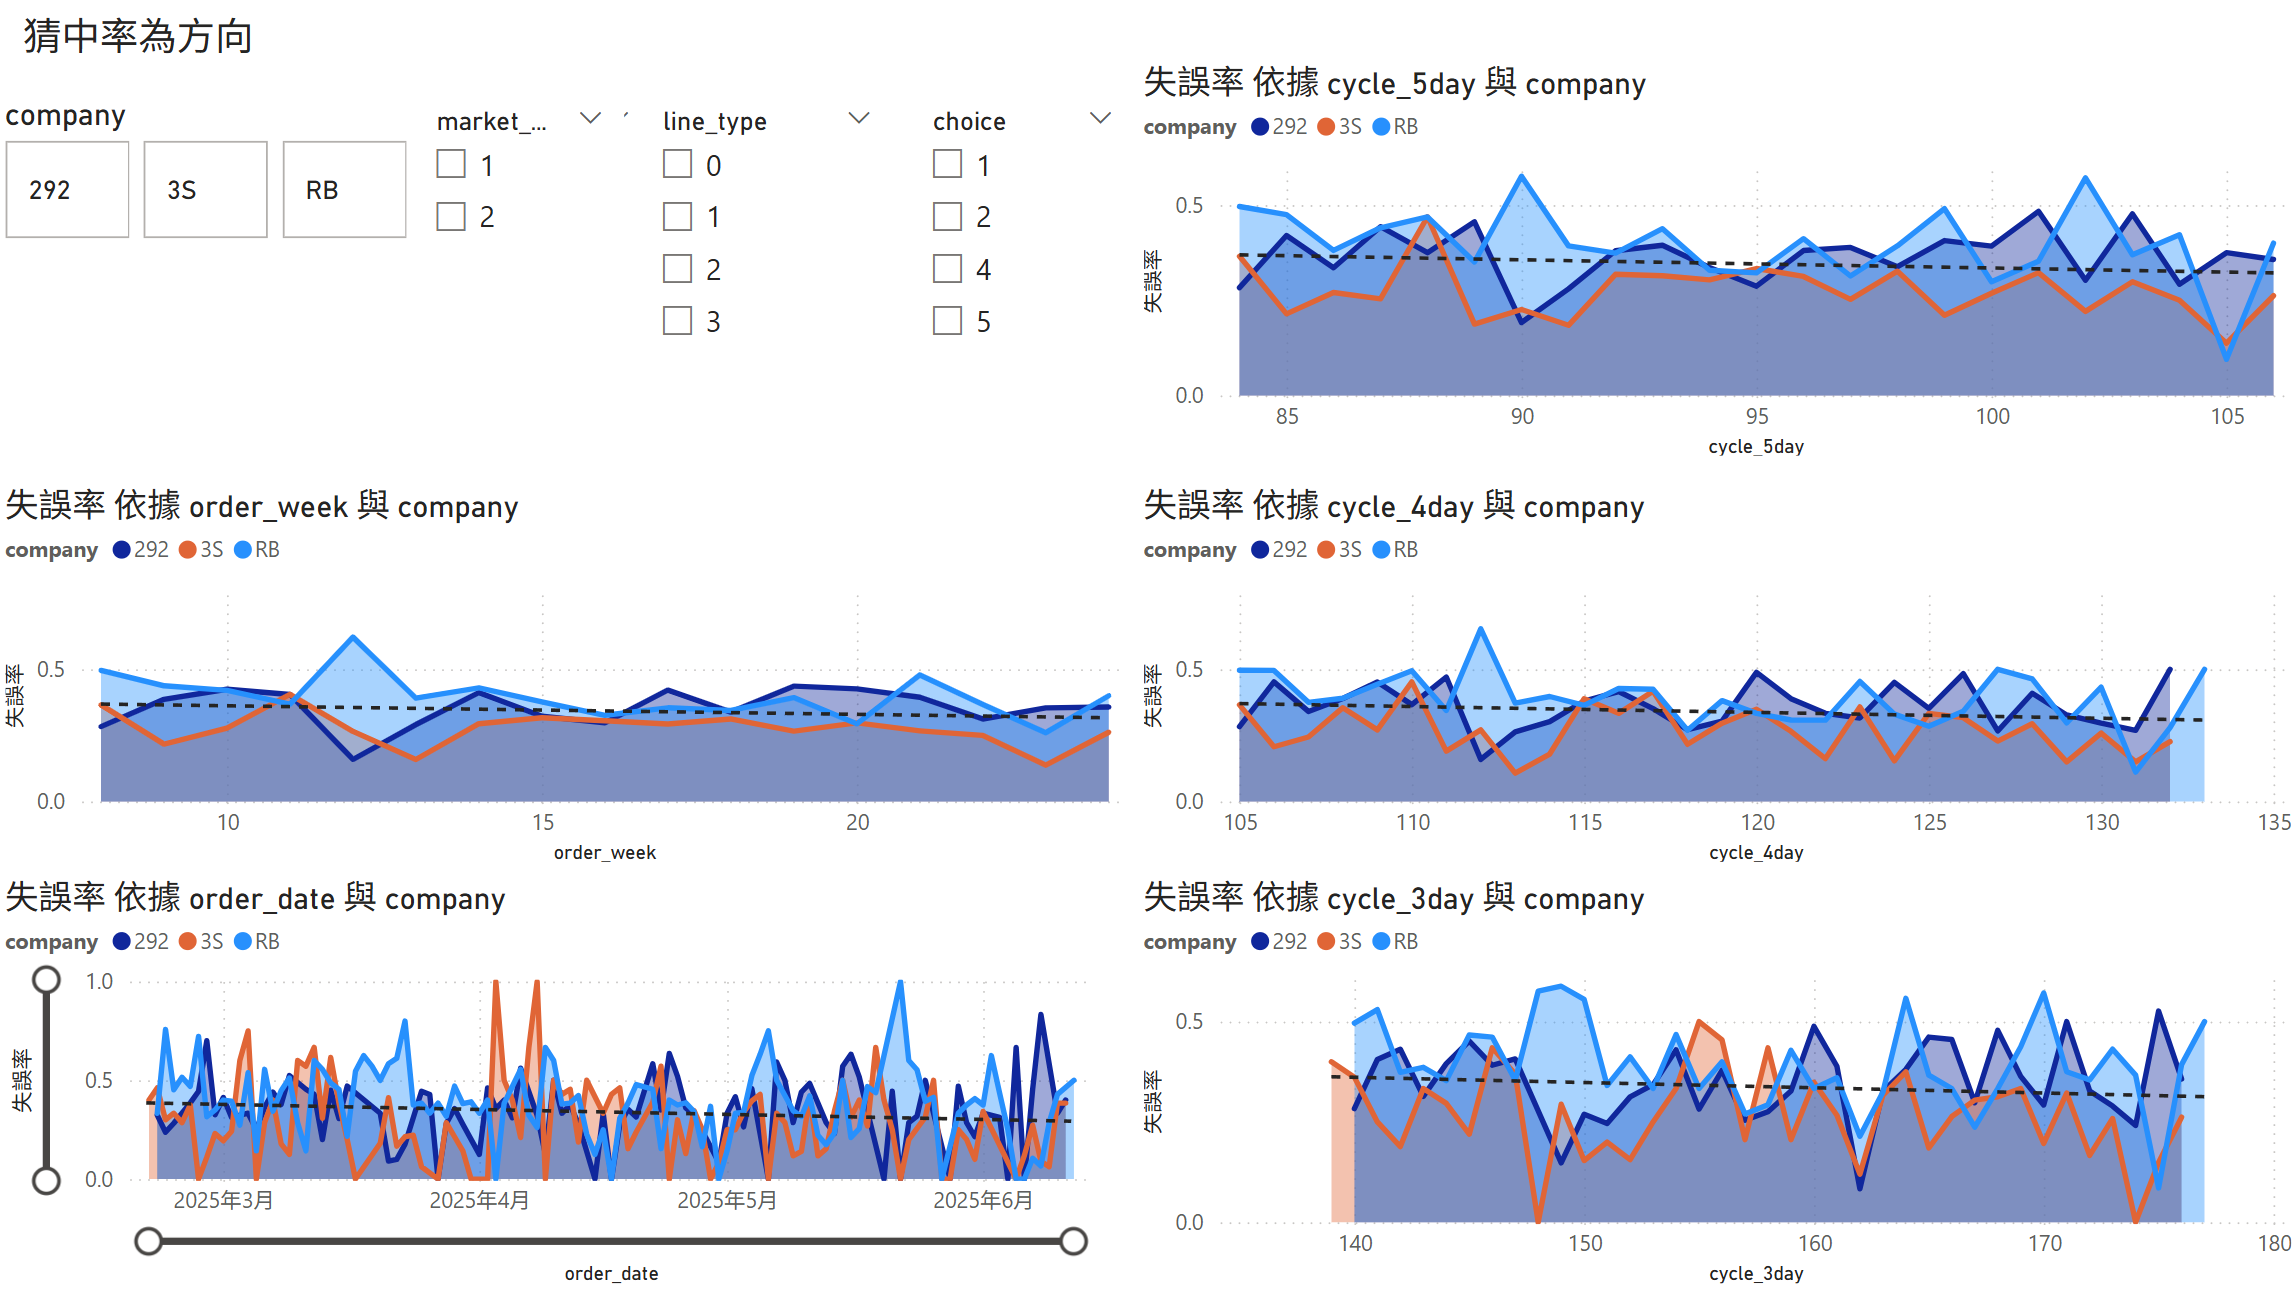 猜中率為方向
company
292
3S
RB
market_...
1
2
line_type
0
1
2
3
choice
1
2
4
5
失誤率 依據 cycle_5day 與 company
company 292 3S RB
失誤率
0.5
0.0
85 90 95 100 105
cycle_5day
失誤率 依據 order_week 與 company
company 292 3S RB
失誤率
0.5
0.0
10 15 20
order_week
失誤率 依據 cycle_4day 與 company
company 292 3S RB
失誤率
0.5
0.0
105 110 115 120 125 130 135
cycle_4day
失誤率 依據 order_date 與 company
company 292 3S RB
失誤率
1.0
0.5
0.0
2025年3月 2025年4月 2025年5月 2025年6月
order_date
失誤率 依據 cycle_3day 與 company
company 292 3S RB
失誤率
0.5
0.0
140 150 160 170 180
cycle_3day